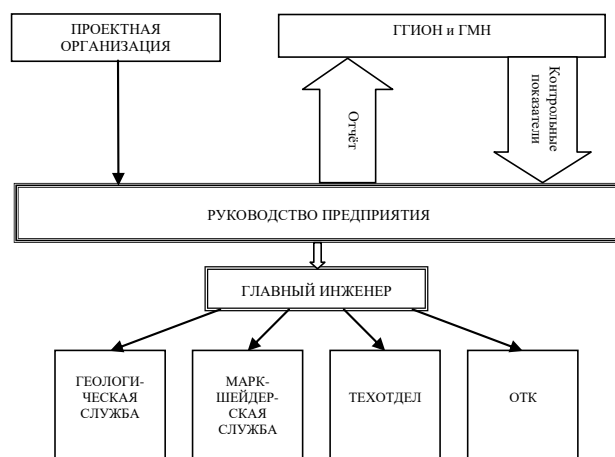 ПРОЕКТНАЯ
ОРГАНИЗАЦИЯ
ГГИОН и ГМН
Отчёт
Контрольные
показатели
РУКОВОДСТВО ПРЕДПРИЯТИЯ
ГЛАВНЫЙ ИНЖЕНЕР
ГЕОЛОГИ-
ЧЕСКАЯ
СЛУЖБА
МАРК-
ШЕЙДЕР-
СКАЯ
СЛУЖБА
ТЕХОТДЕЛ
ОТК